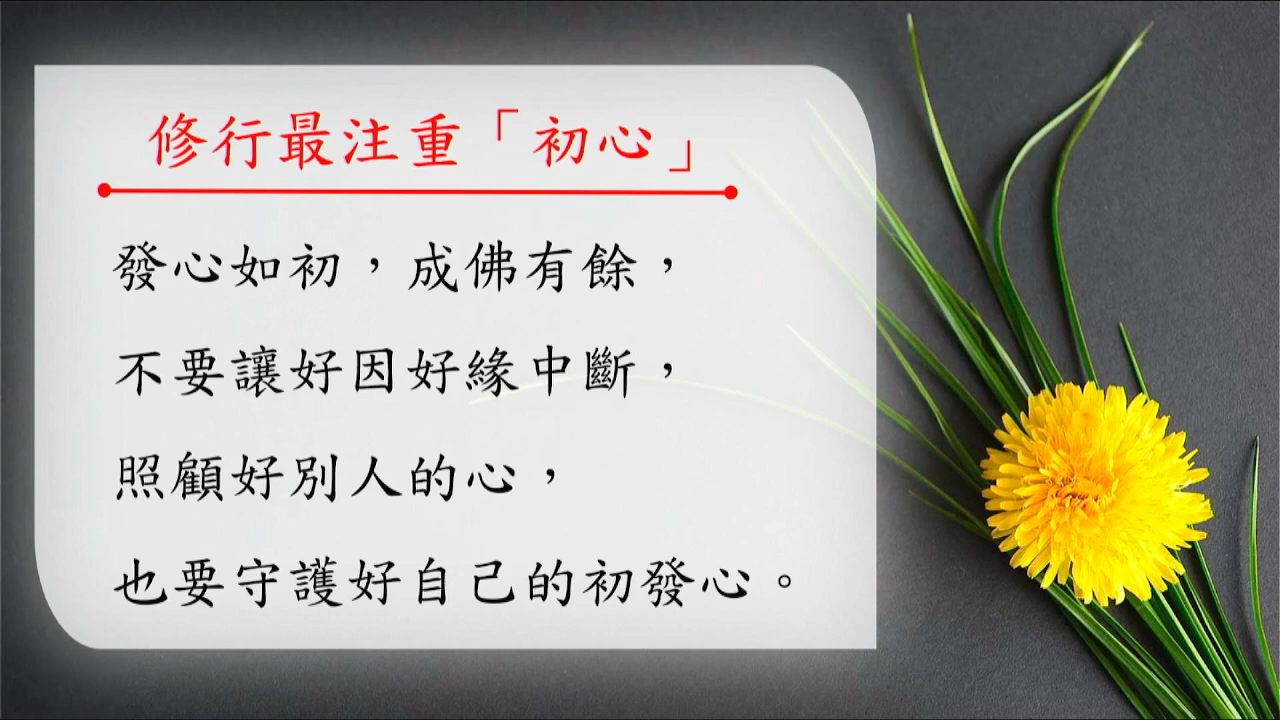 修行最注重「初心」
發心如初，成佛有餘，
不要讓好因好緣中斷，
照顧好別人的心，
也要守護好自己的初發心。